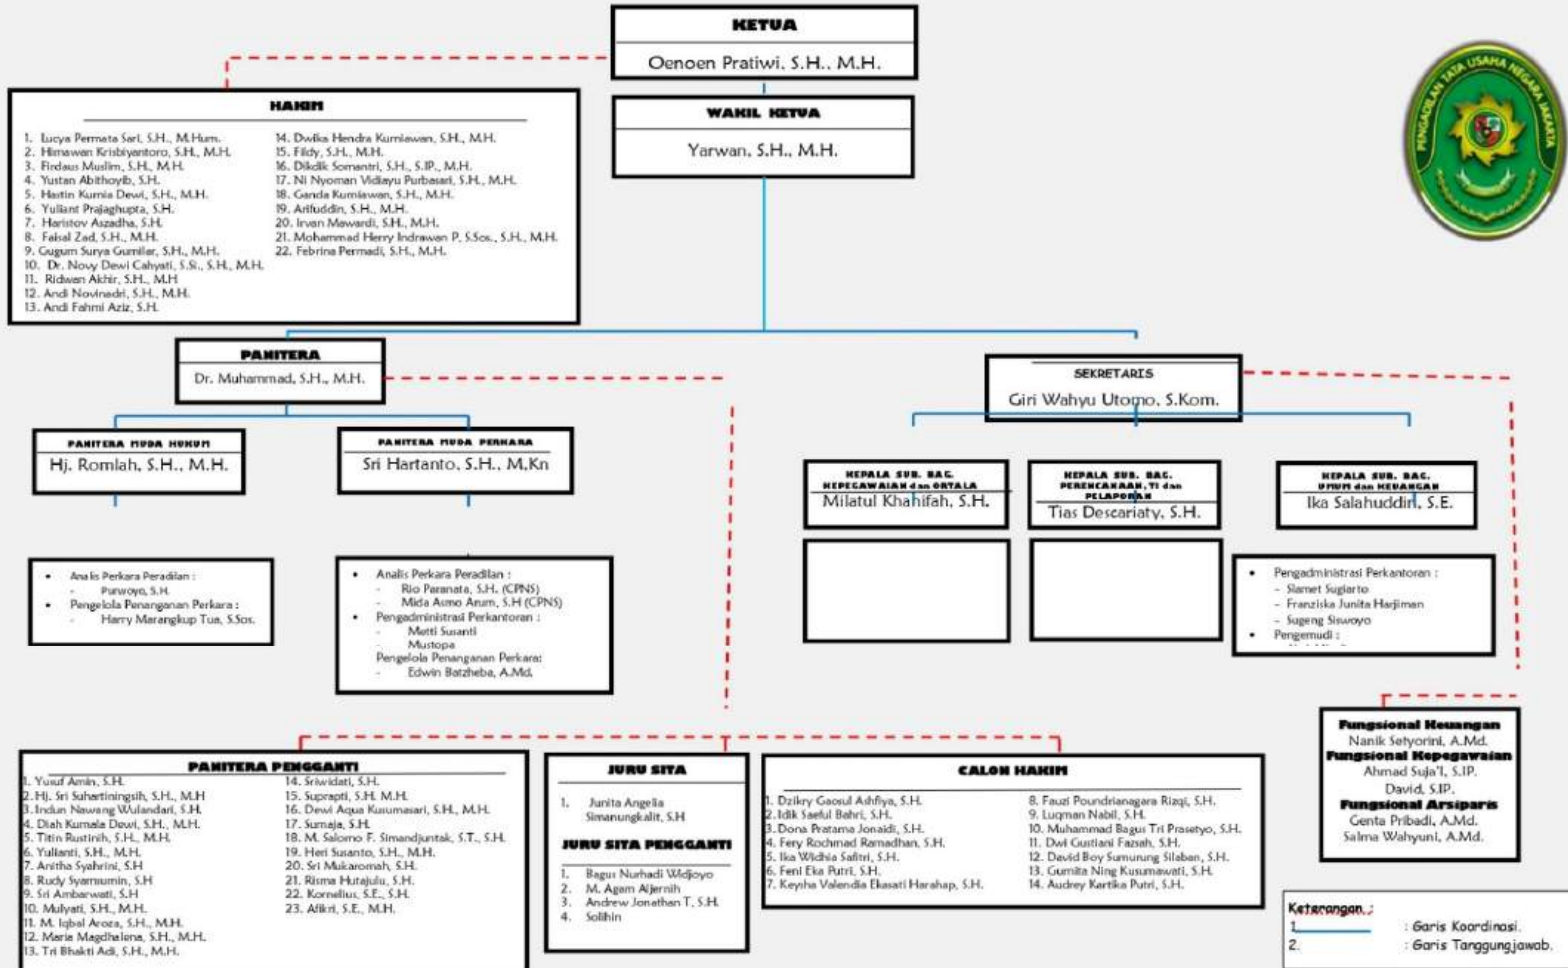 KETUA
Oenoen Pratiwi, S.H., M.H.
WAKIL KETUA
Yarwan, S.H., M.H.
PENGADILAN TATA USAHA NEGARA JAKARTA
HAKIM
1. Lucya Permata Sari, S.H., M.Hum.
2. Himawan Krisbiyantoro, S.H., M.H.
3. Firdaus Muslim, S.H., M.H.
4. Yustan Abithoyib, S.H.
5. Hastin Kurnia Dewi, S.H., M.H.
6. Yuliant Prajaghupta, S.H.
7. Haristov Aszadha, S.H.
8. Faisal Zad, S.H., M.H.
9. Gugum Surya Gumilar, S.H., M.H.
10. Dr. Novy Dewi Cahyati, S.Si., S.H., M.H.
11. Ridwan Akhir, S.H., M.H
12. Andi Novinadri, S.H., M.H.
13. Andi Fahmi Aziz, S.H.
14. Dwika Hendra Kurniawan, S.H., M.H.
15. Fildy, S.H., M.H.
16. Dikdik Somantri, S.H., S.IP., M.H.
17. Ni Nyoman Vidiayu Purbasari, S.H., M.H.
18. Ganda Kurniawan, S.H., M.H.
19. Arifuddin, S.H., M.H.
20. Irvan Mawardi, S.H., M.H.
21. Mohammad Herry Indrawan P, S.Sos., S.H., M.H.
22. Febrina Permadi, S.H., M.H.
PANITERA
Dr. Muhammad, S.H., M.H.
SEKRETARIS
Giri Wahyu Utomo, S.Kom.
PANITERA MUDA HUKUM
Hj. Romlah, S.H., M.H.
PANITERA MUDA PERKARA
Sri Hartanto, S.H., M.Kn
KEPALA SUB. BAG.
KEPEGAWAIAN dan ORTALA
Milatul Khanifah, S.H.
KEPALA SUB. BAG.
PERENCANAAN, TI dan
PELAPORAN
Tias Descariaty, S.H.
KEPALA SUB. BAG.
UMUM dan KEUANGAN
Ika Salahuddin, S.E.
• Analis Perkara Peradilan :
- Purwoyo, S.H.
• Pengelola Penanganan Perkara :
- Harry Marangkup Tua, S.Sos.
• Analis Perkara Peradilan :
- Rio Paranata, S.H. (CPNS)
- Mida Asmo Arum, S.H (CPNS)
• Pengadministrasi Perkantoran :
- Metti Susanti
- Mustopa
Pengelola Penanganan Perkara:
- Edwin Batzheba, A.Md.
• Pengadministrasi Perkantoran :
- Slamet Sugiarto
- Franziska Junita Harjiman
- Sugeng Siswoyo
• Pengemudi :
Fungsional Keuangan
Nanik Setyorini, A.Md.
Fungsional Kepegawaian
Ahmad Suja'I, S.IP.
David, S.IP.
Fungsional Arsiparis
Genta Pribadi, A.Md.
Salma Wahyuni, A.Md.
PANITERA PENGGANTI
1. Yusuf Amin, S.H.
2. Hj. Sri Suhartiningsih, S.H., M.H
3. Indun Nawang Wulandari, S.H.
4. Diah Kumala Dewi, S.H., M.H.
5. Titin Rustinih, S.H., M.H.
6. Yulianti, S.H., M.H.
7. Anitha Syahrini, S.H
8. Rudy Syamsumin, S.H
9. Sri Ambarwati, S.H
10. Mulyati, S.H., M.H.
11. M. Iqbal Aroza, S.H., M.H.
12. Maria Magdhalena, S.H., M.H.
13. Tri Bhakti Adi, S.H., M.H.
14. Sriwidati, S.H.
15. Suprapti, S.H. M.H.
16. Dewi Aqua Kusumasari, S.H., M.H.
17. Sumaja, S.H.
18. M. Salomo F. Simandjuntak, S.T., S.H.
19. Heri Susanto, S.H., M.H.
20. Sri Mukaromah, S.H.
21. Risma Hutajulu, S.H.
22. Kornelius, S.E., S.H.
23. Afikri, S.E., M.H.
JURU SITA
1. Junita Angelia
Simanungkalit, S.H
JURU SITA PENGGANTI
1. Bagus Nurhadi Widjoyo
2. M. Agam Aljernih
3. Andrew Jonathan T, S.H.
4. Solihin
CALON HAKIM
1. Dzikry Gaosul Ashfiya, S.H.
2. Idik Saeful Bahri, S.H.
3. Dona Pratama Jonaidi, S.H.
4. Fery Rochmad Ramadhan, S.H.
5. Ika Widhia Safitri, S.H.
6. Feni Eka Putri, S.H.
7. Keysha Valendia Ekasati Harahap, S.H.
8. Fauzi Poundrianagara Rizqi, S.H.
9. Luqman Nabil, S.H.
10. Muhammad Bagus Tri Prasetyo, S.H.
11. Dwi Gustiani Fazsah, S.H.
12. David Boy Sumurung Silaban, S.H.
13. Gumita Ning Kusumawati, S.H.
14. Audrey Kartika Putri, S.H.
Keterangan :
1. : Garis Koordinasi.
2. : Garis Tanggungjawab.